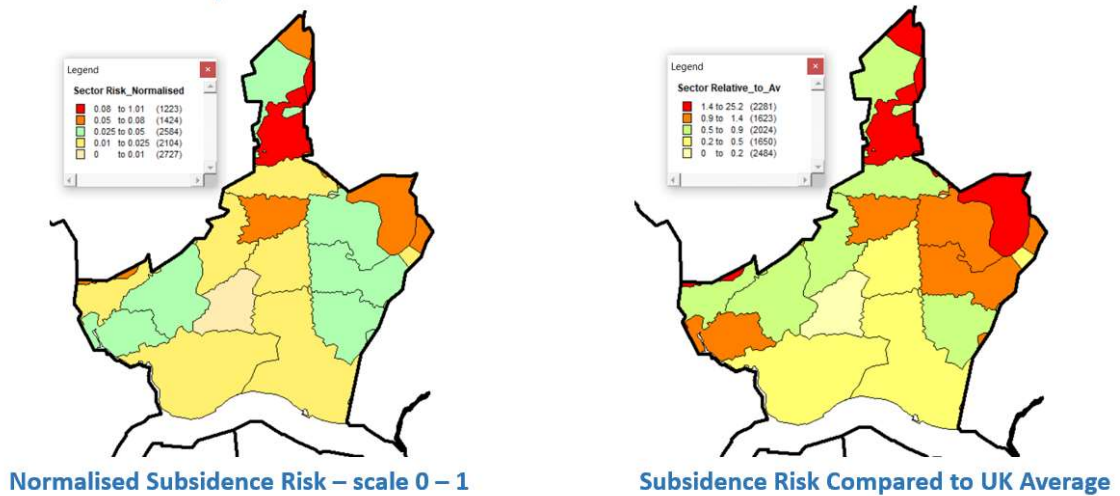 Legend
Sector Risk_Normalised
0.08 to 1.01 (1223)
0.05 to 0.08 (1424)
0.025 to 0.05 (2584)
0.01 to 0.025 (2104)
0 to 0.01 (2727)
Normalised Subsidence Risk – scale 0 – 1
Legend
Sector Relative_to_Av
1.4 to 25.2 (2281)
0.9 to 1.4 (1623)
0.5 to 0.9 (2024)
0.2 to 0.5 (1650)
0 to 0.2 (2484)
Subsidence Risk Compared to UK Average